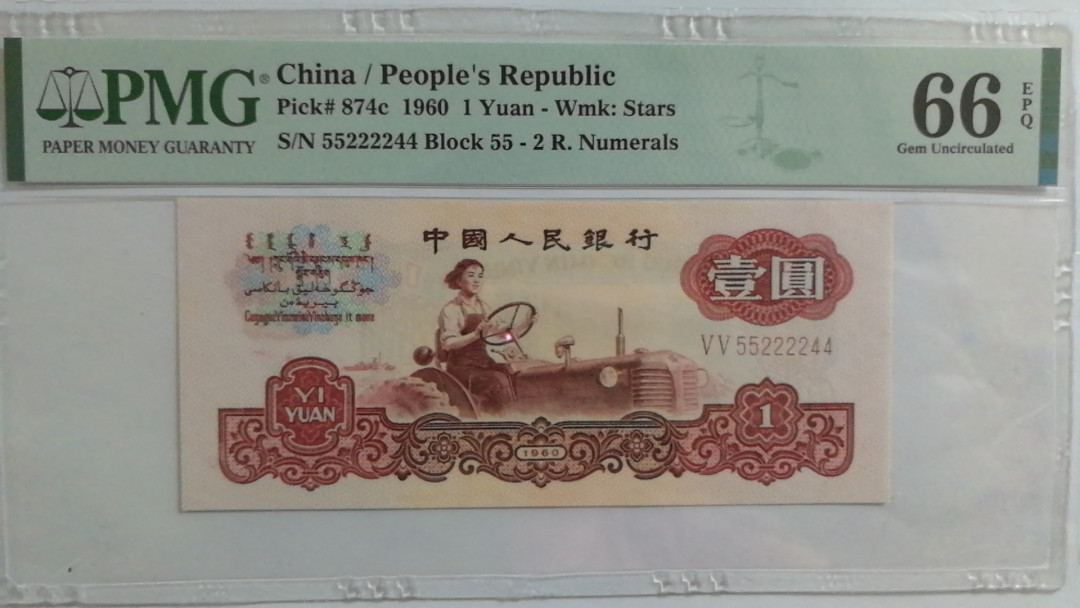 PMG®
PAPER MONEY GUARANTY
China / People's Republic
Pick# 874c 1960 1 Yuan - Wmk: Stars
S/N 55222244 Block 55 - 2 R. Numerals
66 EPQ
Gem Uncirculated
中國人民銀行
壹圓
VV 55222244
YI
YUAN
1
1960